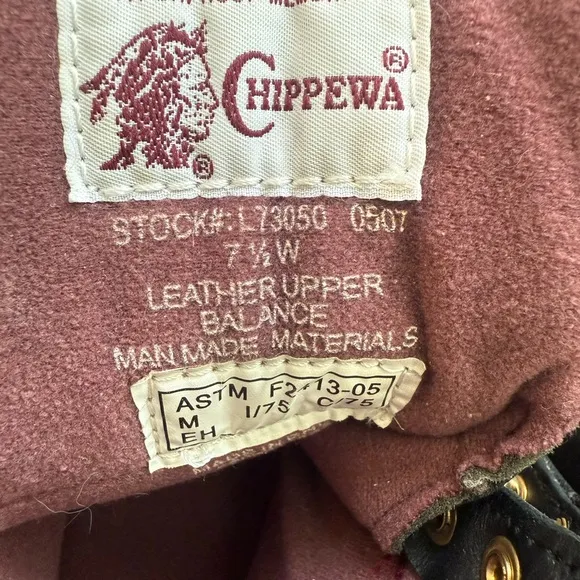 ® CHIPPEWA ®
STOCK#: L73050 0507
7 ½ W
LEATHER UPPER
BALANCE
MAN MADE MATERIALS
ASTM F2413-05
M I/75 C/75
EH